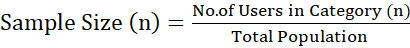 Sample Size (n) = No.of Users in Category (n) / Total Population